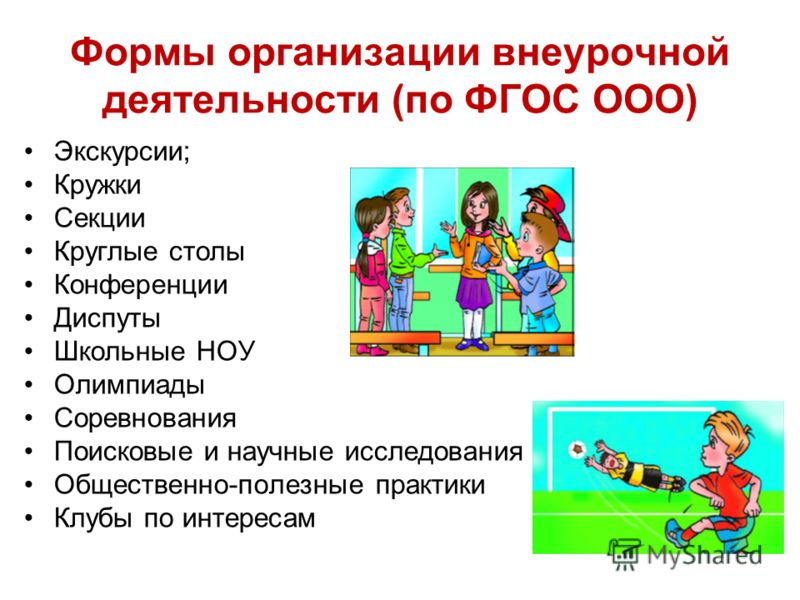 Формы организации внеурочной
деятельности (по ФГОС ООО)
• Экскурсии;
• Кружки
• Секции
• Круглые столы
• Конференции
• Диспуты
• Школьные НОУ
• Олимпиады
• Соревнования
• Поисковые и научные исследования
• Общественно-полезные практики
• Клубы по интересам
MyShared